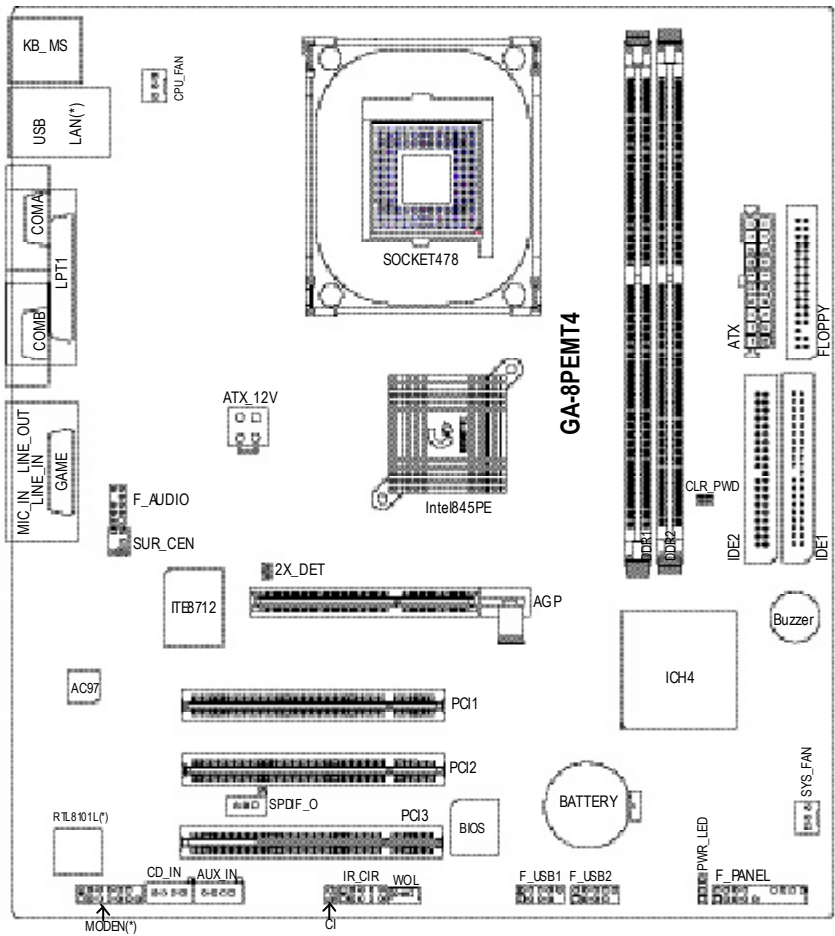 KB_MS
CPU_FAN
USB
LAN(*)
COMA
LPT1
COMB
SOCKET478
ATX
FLOPPY
GA-8PEMT4
ATX_12V
MIC_IN
LINE_OUT
LINE_IN
GAME
Intel845PE
CLR_PWD
F_AUDIO
SUR_CEN
DDR1
DDR2
IDE2
IDE1
2X_DET
ITE8712
AGP
Buzzer
ICH4
AC97
PCI1
PCI2
SYS_FAN
SPDIF_O
BATTERY
RTL8101L(*)
PCI3
BIOS
PWR_LED
CD_IN
AUX_IN
IR_CIR
WOL
F_USB1
F_USB2
F_PANEL
MODEN(*)
CI